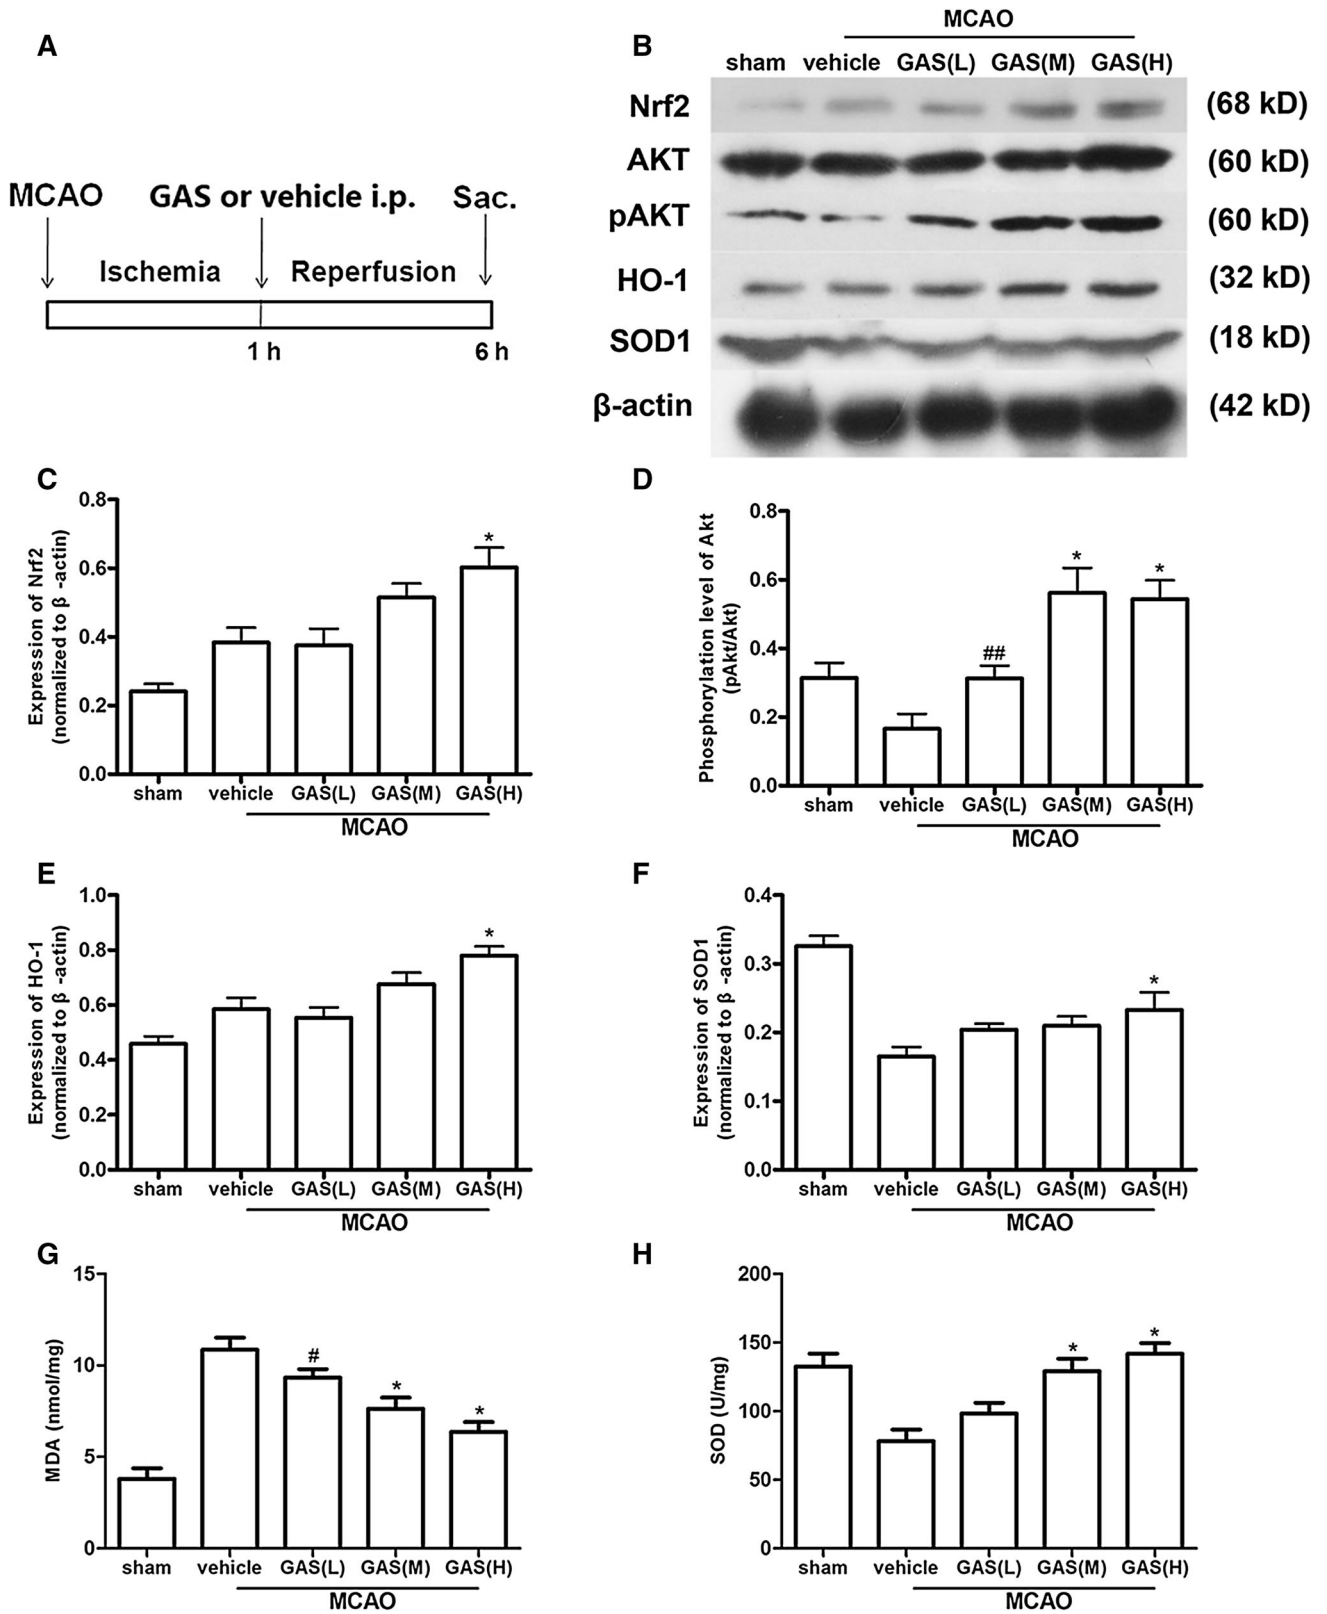 A
MCAO GAS or vehicle i.p. Sac.
Ischemia Reperfusion
1 h 6 h
B
MCAO
sham vehicle GAS(L) GAS(M) GAS(H)
Nrf2 (68 kD)
AKT (60 kD)
pAKT (60 kD)
HO-1 (32 kD)
SOD1 (18 kD)
β-actin (42 kD)
C
Expression of Nrf2
(normalized to β -actin)
0.8
0.6
0.4
0.2
0.0
*
sham vehicle GAS(L) GAS(M) GAS(H)
MCAO
D
Phosphorylation level of Akt
(pAkt/Akt)
0.8
0.6
0.4
0.2
0.0
## * *
sham vehicle GAS(L) GAS(M) GAS(H)
MCAO
E
Expression of HO-1
(normalized to β -actin)
1.0
0.8
0.6
0.4
0.2
0.0
*
sham vehicle GAS(L) GAS(M) GAS(H)
MCAO
F
Expression of SOD1
(normalized to β -actin)
0.4
0.3
0.2
0.1
0.0
*
sham vehicle GAS(L) GAS(M) GAS(H)
MCAO
G
MDA (nmol/mg)
15
10
5
0
# * *
sham vehicle GAS(L) GAS(M) GAS(H)
MCAO
H
SOD (U/mg)
200
150
100
50
0
* *
sham vehicle GAS(L) GAS(M) GAS(H)
MCAO